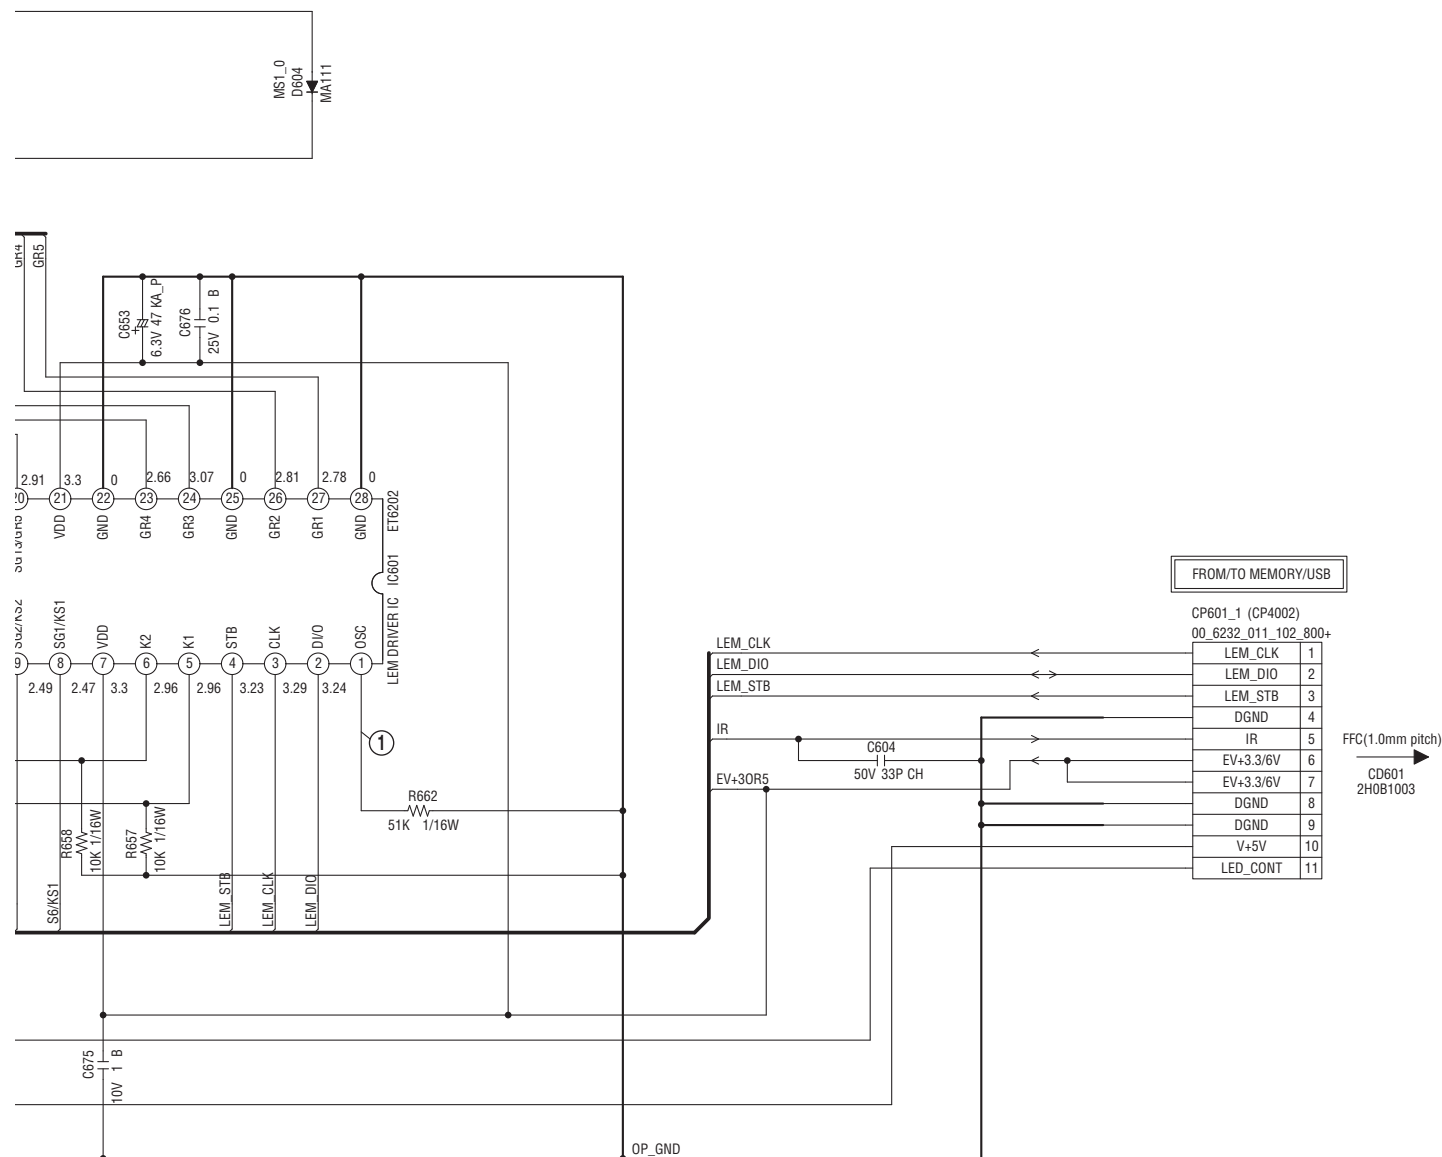 MS1_0
D604
MA111
GR4
GR5
C653
6.3V 47 KA_P
C676
25V 0.1 B
2.91
3.3
0
2.66
3.07
0
2.81
2.78
0
20
21
22
23
24
25
26
27
28
SG13/GR5
VDD
GND
GR4
GR3
GND
GR2
GR1
GND
ET6202
IC601
LEM DRIVER IC
SG2/KS2
SG1/KS1
VDD
K2
K1
STB
CLK
DI/O
OSC
9
8
7
6
5
4
3
2
1
2.49
2.47
3.3
2.96
2.96
3.23
3.29
3.24
1
R662
51K 1/16W
R658
10K 1/16W
R657
10K 1/16W
S6/KS1
LEM_STB
LEM_CLK
LEM_DIO
C675
10V 1 B
OP_GND
LEM_CLK
LEM_DIO
LEM_STB
IR
C604
50V 33P CH
EV+3OR5
FROM/TO MEMORY/USB
CP601_1 (CP4002)
00_6232_011_102_800+
LEM_CLK 1
LEM_DIO 2
LEM_STB 3
DGND 4
IR 5
EV+3.3/6V 6
EV+3.3/6V 7
DGND 8
DGND 9
V+5V 10
LED_CONT 11
FFC(1.0mm pitch)
CD601
2H0B1003